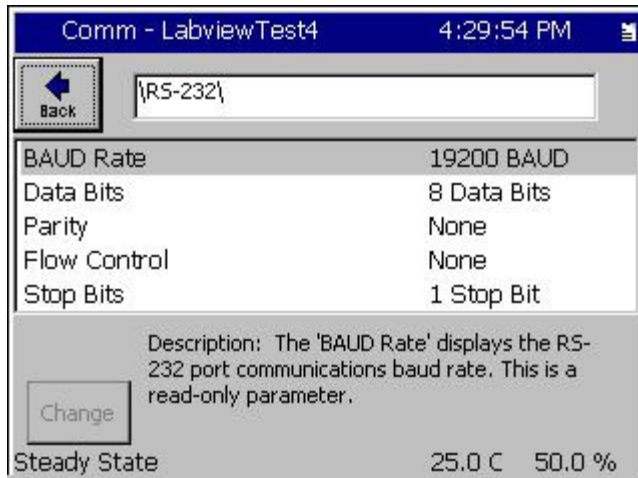 Comm - LabviewTest4 4:29:54 PM
Back \RS-232\
BAUD Rate 19200 BAUD
Data Bits 8 Data Bits
Parity None
Flow Control None
Stop Bits 1 Stop Bit
Description: The 'BAUD Rate' displays the RS-
232 port communications baud rate. This is a
read-only parameter.
Change
Steady State 25.0 C 50.0 %